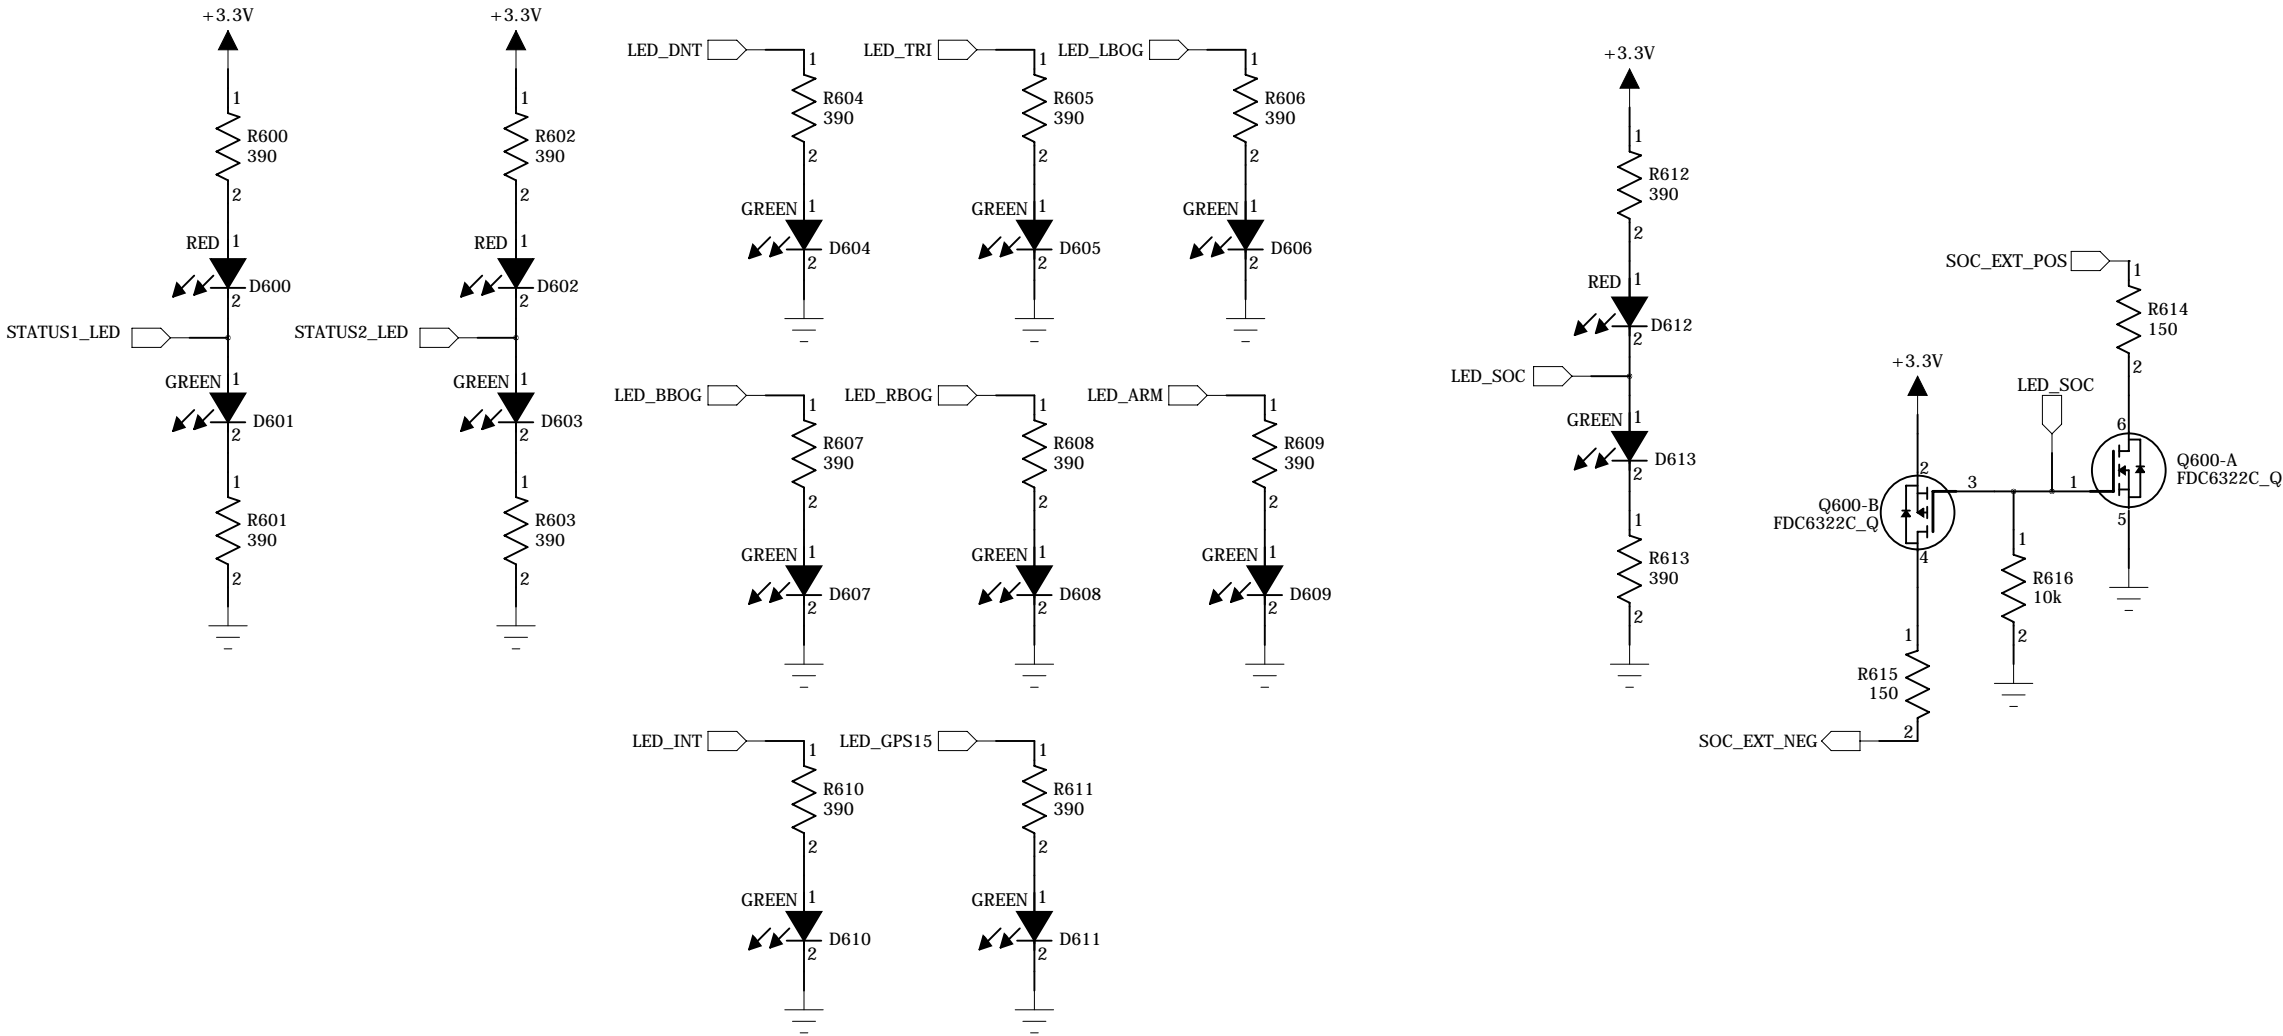 +3.3V
1
R600
390
2
RED
1
D600
2
STATUS1_LED
GREEN
1
D601
2
1
R601
390
2
+3.3V
1
R602
390
2
RED
1
D602
2
STATUS2_LED
GREEN
1
D603
2
1
R603
390
2
LED_DNT
1
R604
390
2
GREEN
1
D604
2
LED_TRI
1
R605
390
2
GREEN
1
D605
2
LED_LBOG
1
R606
390
2
GREEN
1
D606
2
LED_BBOG
1
R607
390
2
GREEN
1
D607
2
LED_RBOG
1
R608
390
2
GREEN
1
D608
2
LED_ARM
1
R609
390
2
GREEN
1
D609
2
LED_INT
1
R610
390
2
GREEN
1
D610
2
LED_GPS15
1
R611
390
2
GREEN
1
D611
2
+3.3V
1
R612
390
2
RED
1
D612
2
LED_SOC
GREEN
1
D613
2
1
R613
390
2
SOC_EXT_POS
1
R614
150
2
+3.3V
LED_SOC
6
Q600-A
FDC6322C_Q
1
5
2
3
Q600-B
FDC6322C_Q
4
1
R616
10k
2
1
R615
150
2
SOC_EXT_NEG